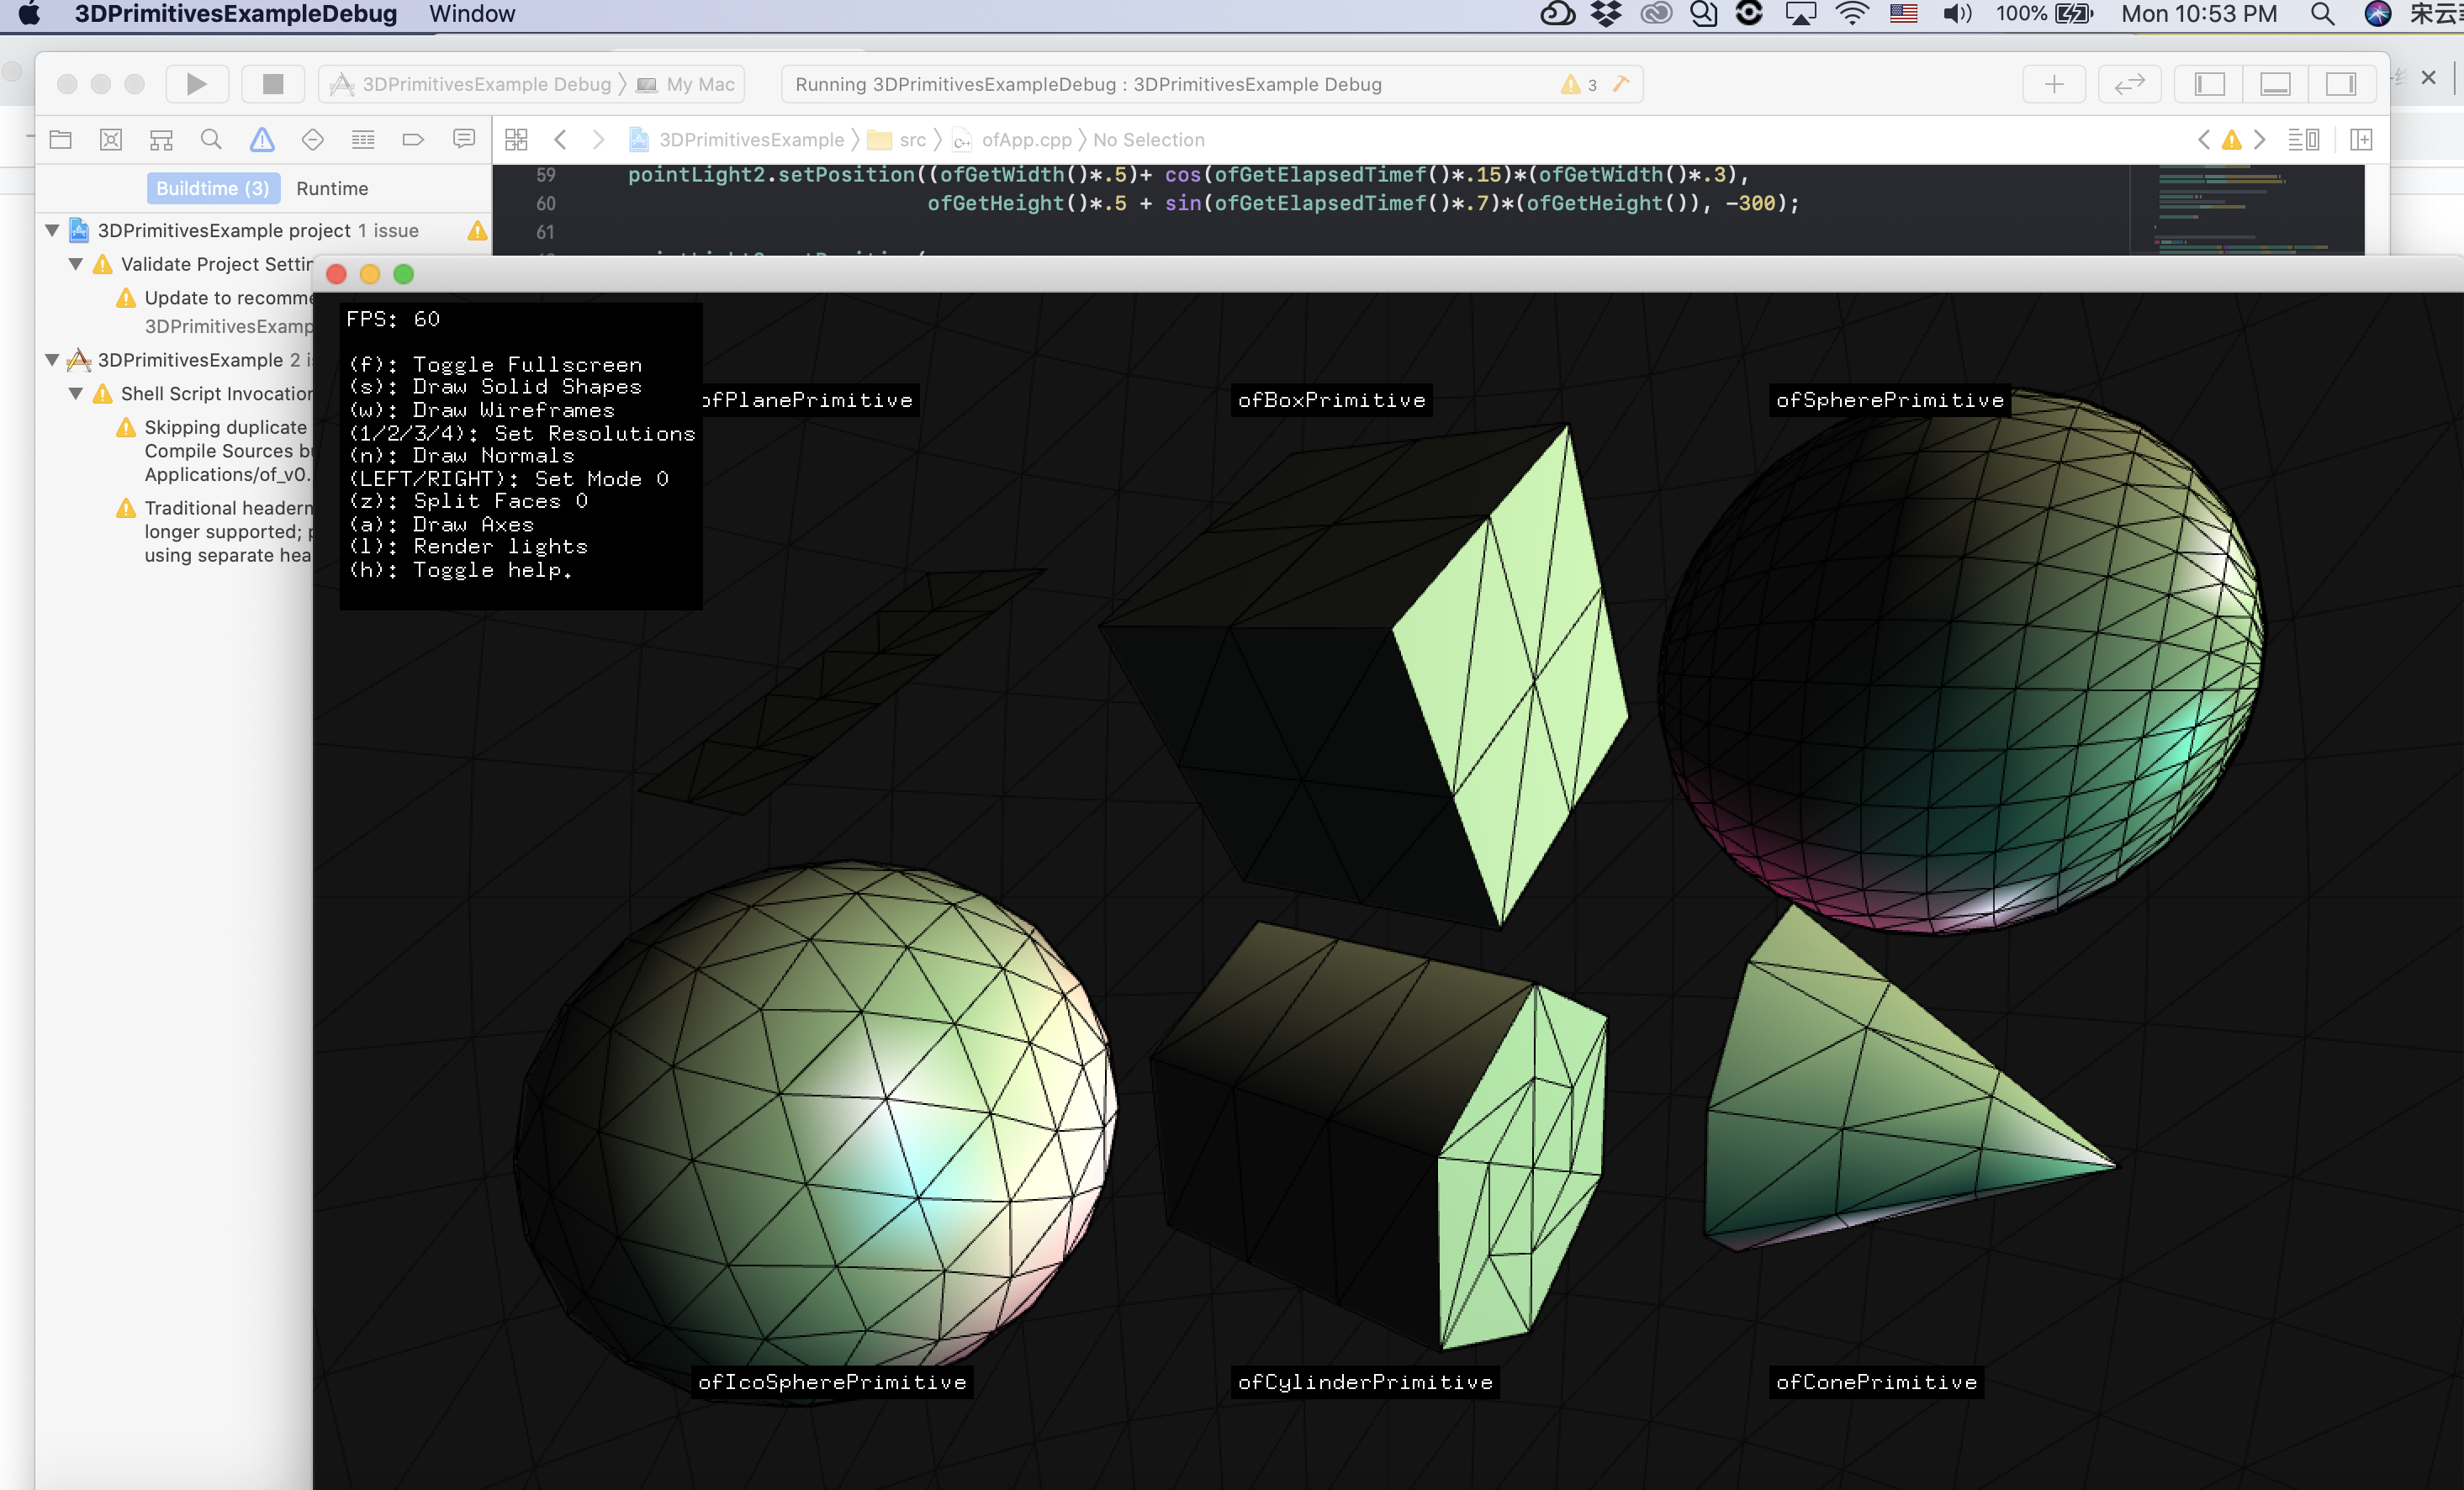 3DPrimitivesExampleDebug Window 100% Mon 10:53 PM 宋云
3DPrimitivesExample Debug My Mac Running 3DPrimitivesExampleDebug : 3DPrimitivesExample Debug 3
3DPrimitivesExample src ofApp.cpp No Selection
Buildtime (3) Runtime
3DPrimitivesExample project 1 issue
Validate Project Settin
Update to recomme
3DPrimitivesExamp
3DPrimitivesExample 2 i
Shell Script Invocation
Skipping duplicate
Compile Sources bu
Applications/of_v0.
Traditional headern
longer supported; p
using separate hea
59 pointLight2.setPosition((ofGetWidth()*.5)+ cos(ofGetElapsedTimef()*.15)*(ofGetWidth()*.3),
60 ofGetHeight()*.5 + sin(ofGetElapsedTimef()*.7)*(ofGetHeight()), -300);
61
FPS: 60
(f): Toggle Fullscreen
(s): Draw Solid Shapes
(w): Draw Wireframes
(1/2/3/4): Set Resolutions
(n): Draw Normals
(LEFT/RIGHT): Set Mode 0
(z): Split Faces 0
(a): Draw Axes
(l): Render lights
(h): Toggle help.
ofPlanePrimitive
ofBoxPrimitive
ofSpherePrimitive
ofIcoSpherePrimitive
ofCylinderPrimitive
ofConePrimitive